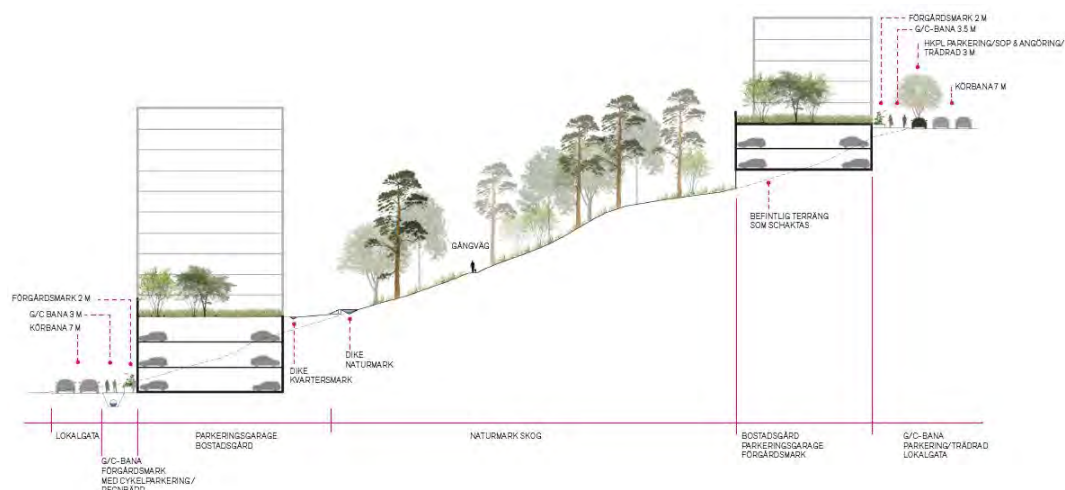 FÖRGÅRDSMARK 2 M
G/C-BANA 3.5 M
HKPL PARKERING/SOP & ANGÖRING/
TRÄDRAD 3 M
KÖRBANA 7 M
BEFINTLIG TERRÄNG
SOM SCHAKTAS
GÅNGVÄG
FÖRGÅRDSMARK 2 M
G/C BANA 3 M
KÖRBANA 7 M
DIKE
KVARTERSMARK
DIKE
NATURMARK
LOKALGATA
G/C-BANA
FÖRGÅRDSMARK
MED CYKELPARKERING/
REGNBÄDD
PARKERINGSGARAGE
BOSTADSGÅRD
NATURMARK SKOG
BOSTADSGÅRD
PARKERINGSGARAGE
FÖRGÅRDSMARK
G/C-BANA
PARKERING/TRÄDRAD
LOKALGATA